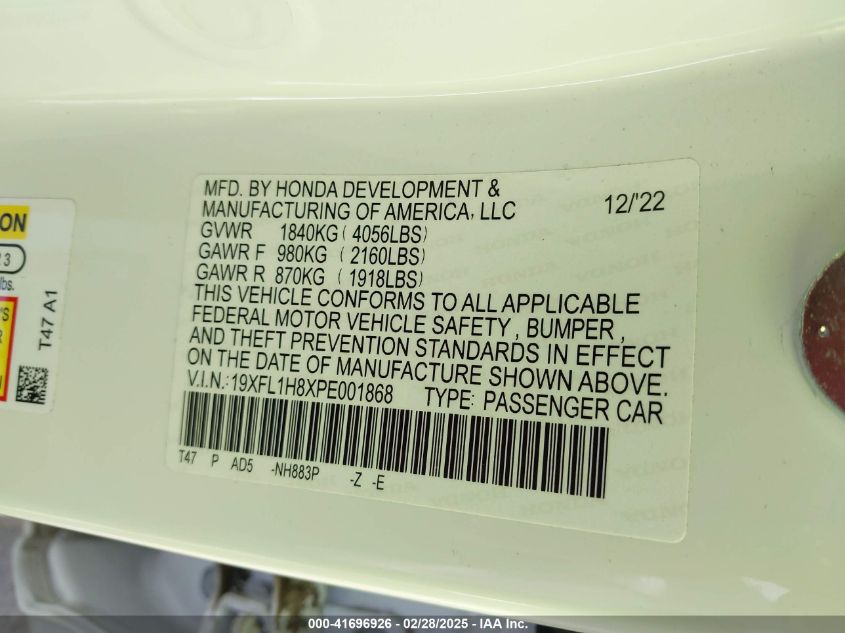 MFD. BY HONDA DEVELOPMENT &
MANUFACTURING OF AMERICA, LLC 12/'22
GVWR 1840KG ( 4056LBS)
GAWR F 980KG ( 2160LBS)
GAWR R 870KG ( 1918LBS)
THIS VEHICLE CONFORMS TO ALL APPLICABLE
FEDERAL MOTOR VEHICLE SAFETY , BUMPER ,
AND THEFT PREVENTION STANDARDS IN EFFECT
ON THE DATE OF MANUFACTURE SHOWN ABOVE.
V.I.N.:19XFL1H8XPE001868 TYPE: PASSENGER CAR
T47 P AD5 -NH883P -Z -E
ON
3
lbs.
'S
R
T47 A1
000-41696926 - 02/28/2025 - IAA Inc.